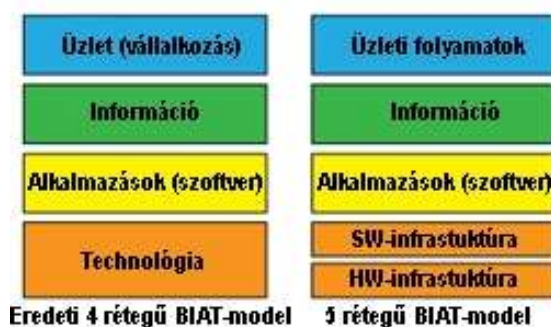 Üzlet (vállalkozás)
Információ
Alkalmazások (szoftver)
Technológia
Eredeti 4 rétegű BIAT-model
Üzleti folyamatok
Információ
Alkalmazások (szoftver)
SW-infrastuktúra
HW-infrastuktúra
5 rétegű BIAT-model